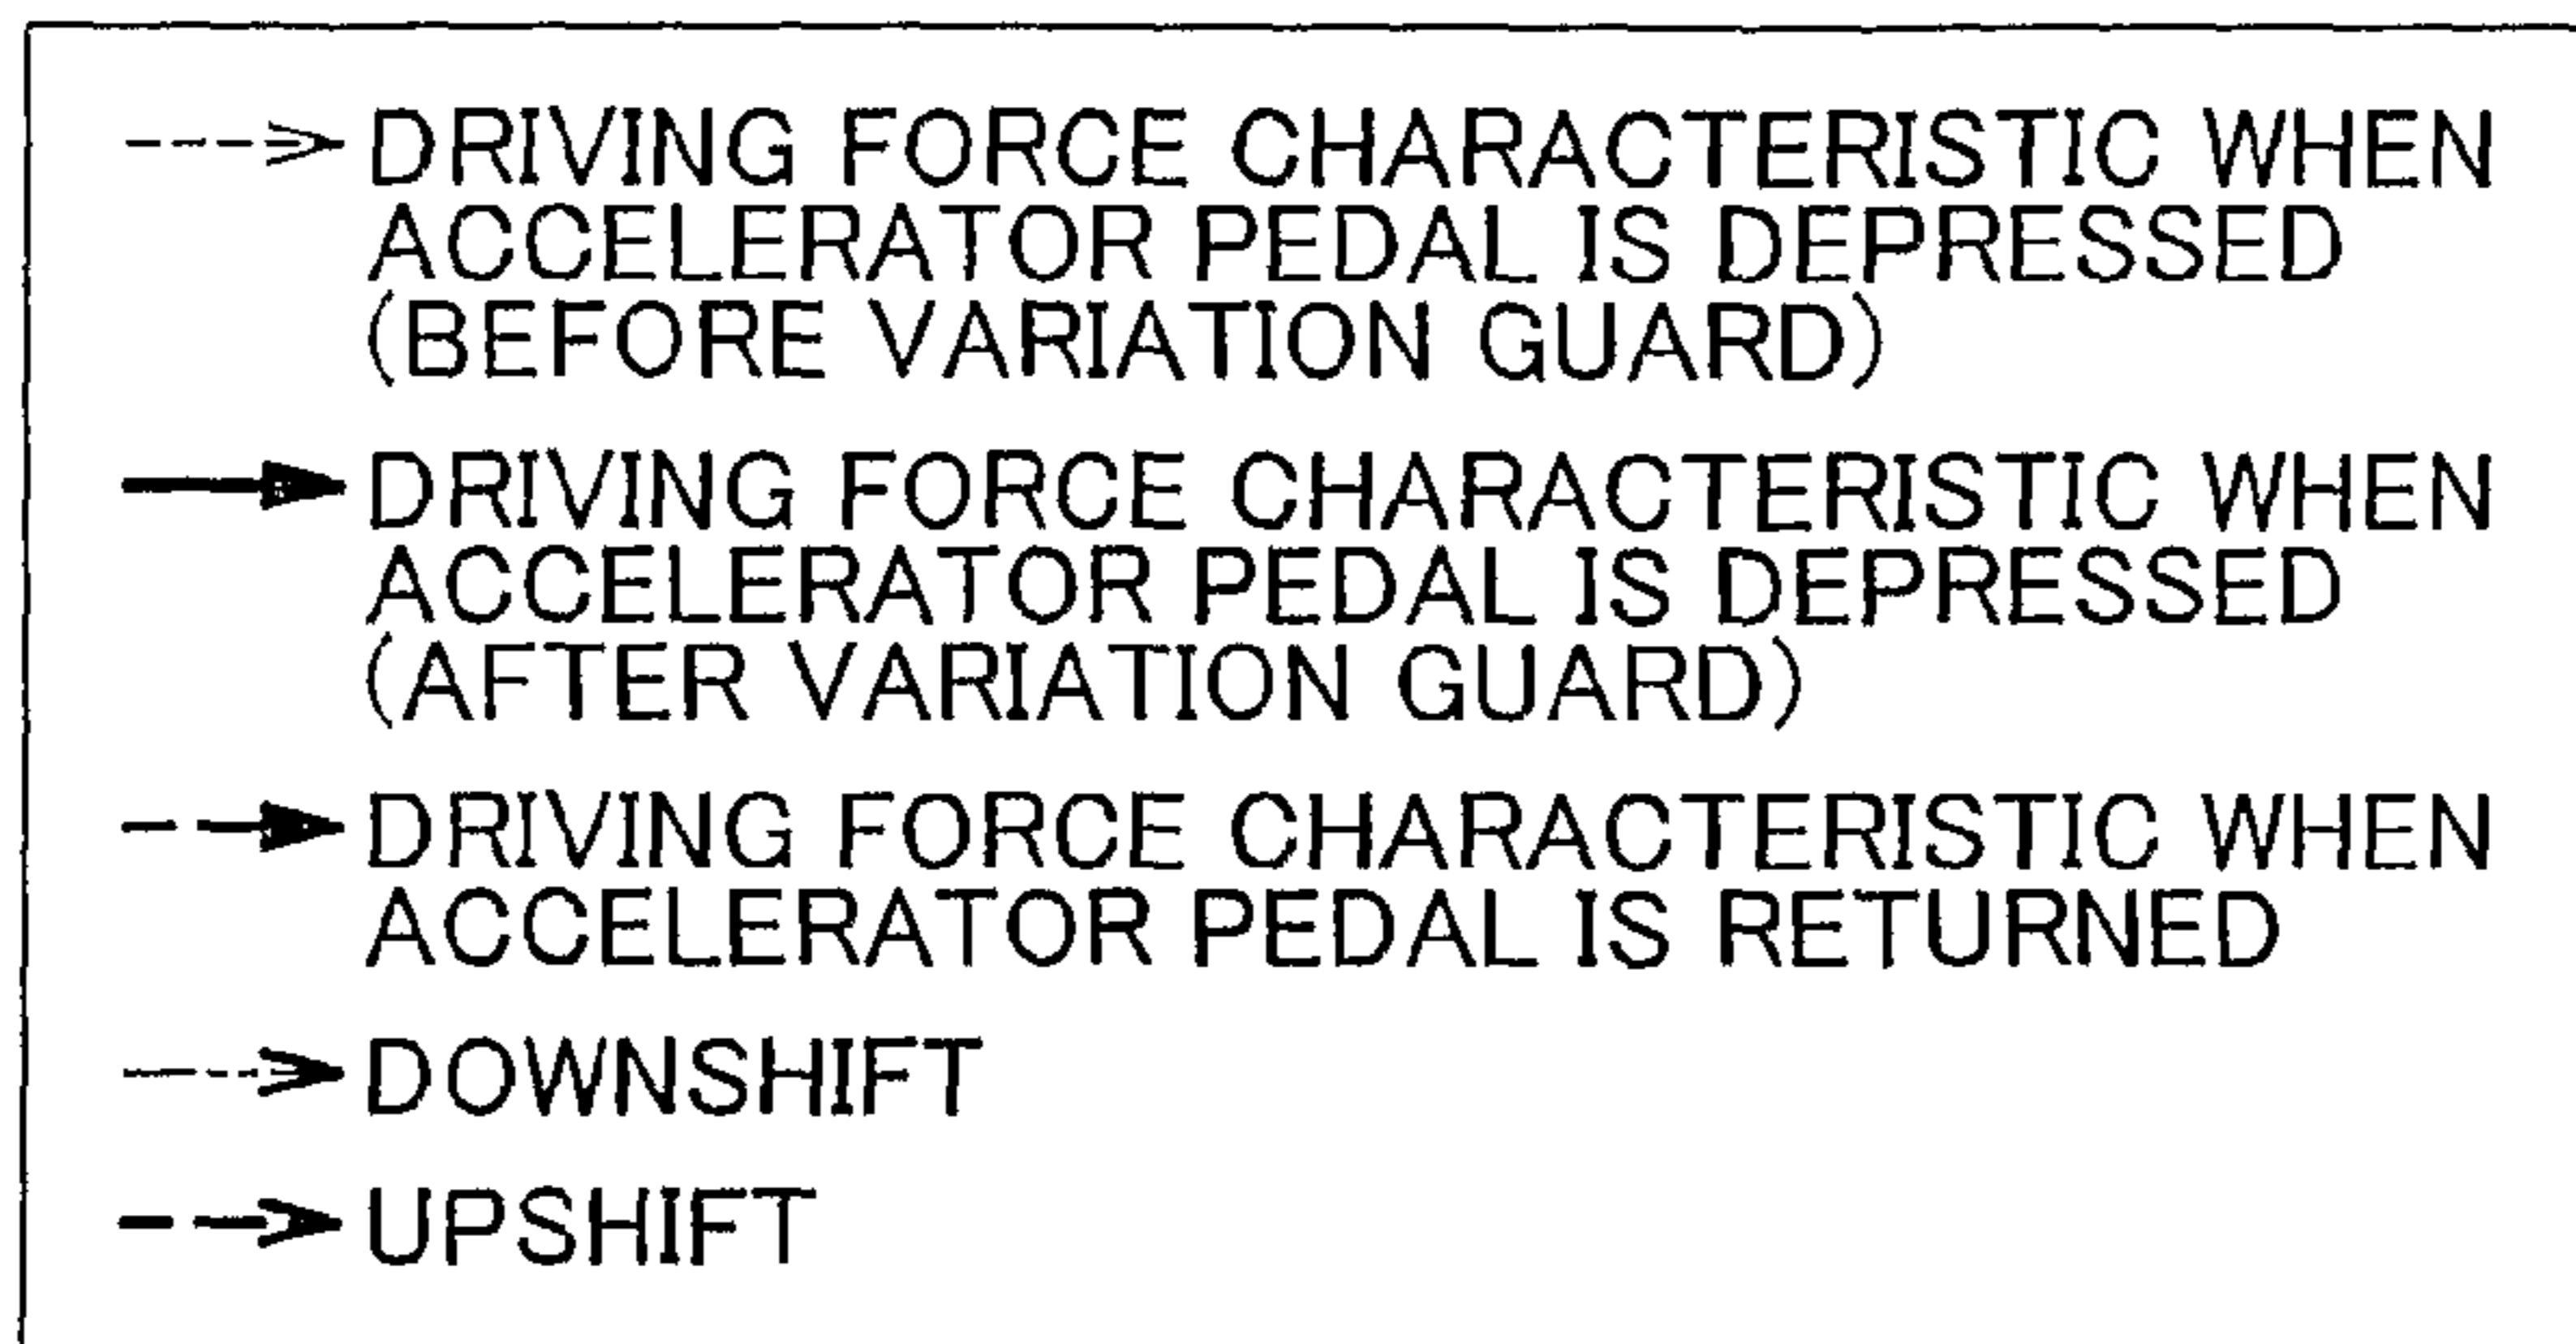 DRIVING FORCE CHARACTERISTIC WHEN
ACCELERATOR PEDAL IS DEPRESSED
(BEFORE VARIATION GUARD)
DRIVING FORCE CHARACTERISTIC WHEN
ACCELERATOR PEDAL IS DEPRESSED
(AFTER VARIATION GUARD)
DRIVING FORCE CHARACTERISTIC WHEN
ACCELERATOR PEDAL IS RETURNED
DOWNSHIFT
UPSHIFT